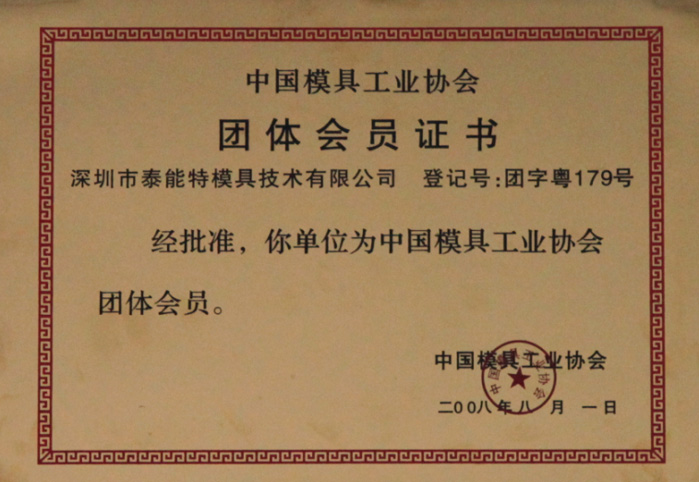 中国模具工业协会
团体会员证书
深圳市泰能特模具技术有限公司 登记号:团字粤179号
经批准，你单位为中国模具工业协会
团体会员。
中国模具工业协会
二00八年八月一日